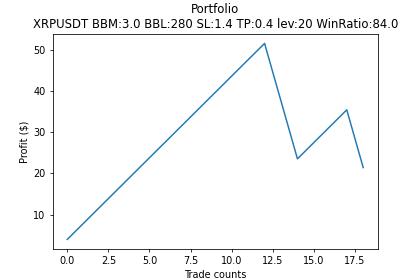 Portfolio
XRPUSDT BBM:3.0 BBL:280 SL:1.4 TP:0.4 lev:20 WinRatio:84.0
50
40
30
20
10
Profit ($)
0.0 2.5 5.0 7.5 10.0 12.5 15.0 17.5
Trade counts